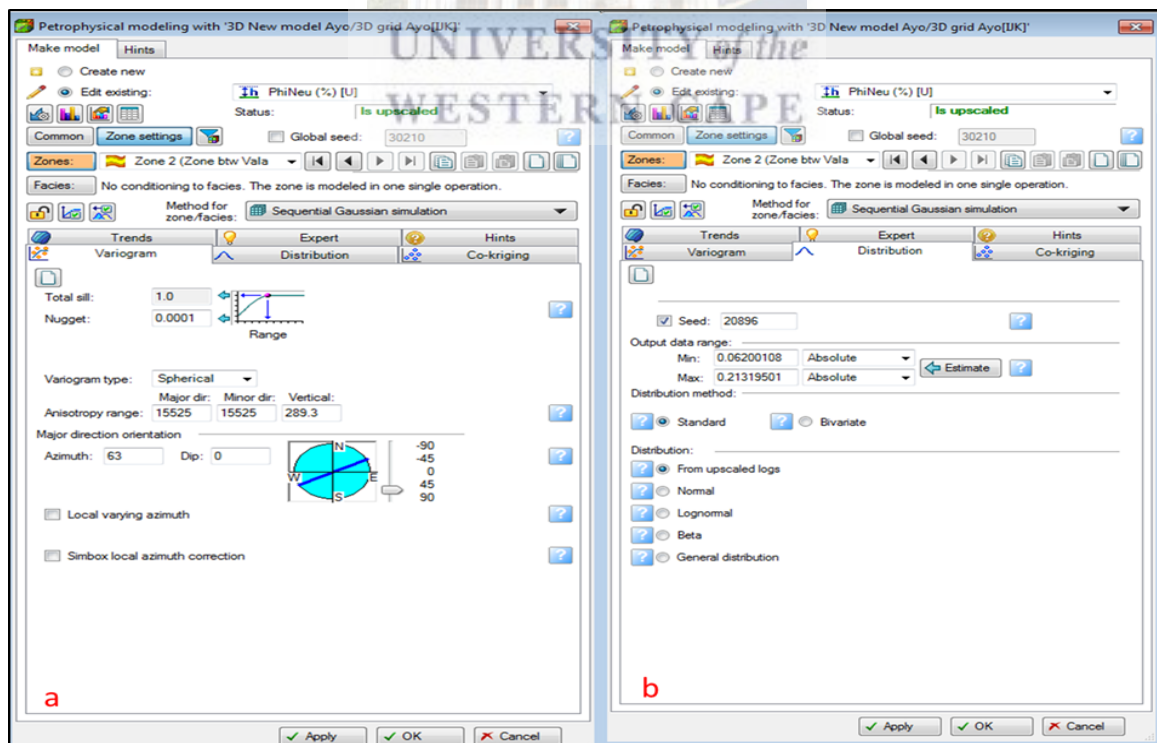 Petrophysical modeling with '3D New model Ayo/3D grid Ayo[IJK]'
Make model Hints
Create new
Edit existing: PhiNeu (%) [U]
Status: Is upscaled
Common Zone settings Global seed: 30210
Zones: Zone 2 (Zone btw Vala
Facies: No conditioning to facies. The zone is modeled in one single operation.
Method for zone/facies: Sequential Gaussian simulation
Trends Expert Hints
Variogram Distribution Co-kriging
Total sill: 1.0
Nugget: 0.0001
Range
Variogram type: Spherical
Major dir: Minor dir: Vertical:
Anisotropy range: 15525 15525 289.3
Major direction orientation
Azimuth: 63 Dip: 0
N
W E
S
-90
-45
0
45
90
Local varying azimuth
Simbox local azimuth correction
a
Apply OK Cancel
UNIVERSITY of the
WESTERN CAPE
Petrophysical modeling with '3D New model Ayo/3D grid Ayo[IJK]'
Make model Hints
Create new
Edit existing: PhiNeu (%) [U]
Status: Is upscaled
Common Zone settings Global seed: 30210
Zones: Zone 2 (Zone btw Vala
Facies: No conditioning to facies. The zone is modeled in one single operation.
Method for zone/facies: Sequential Gaussian simulation
Trends Expert Hints
Variogram Distribution Co-kriging
Seed: 20896
Output data range:
Min: 0.06200108 Absolute
Estimate
Max: 0.21319501 Absolute
Distribution method:
Standard Bivariate
Distribution:
From upscaled logs
Normal
Lognormal
Beta
General distribution
b
Apply OK Cancel